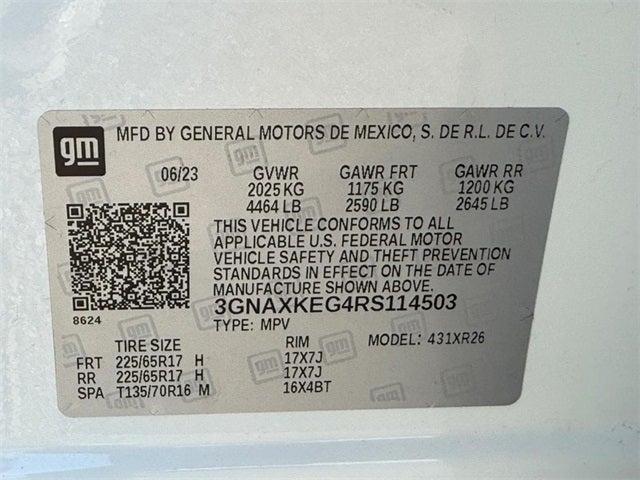 gm MFD BY GENERAL MOTORS DE MEXICO, S. DE R.L. DE C.V.
06/23 GVWR GAWR FRT GAWR RR
2025 KG 1175 KG 1200 KG
4464 LB 2590 LB 2645 LB
THIS VEHICLE CONFORMS TO ALL
APPLICABLE U.S. FEDERAL MOTOR
VEHICLE SAFETY AND THEFT PREVENTION
STANDARDS IN EFFECT ON THE DATE OF
MANUFACTURE SHOWN ABOVE.
3GNAXKEG4RS114503
8624
TYPE: MPV
TIRE SIZE RIM MODEL: 431XR26
FRT 225/65R17 H 17X7J
RR 225/65R17 H 17X7J
SPA T135/70R16 M 16X4BT